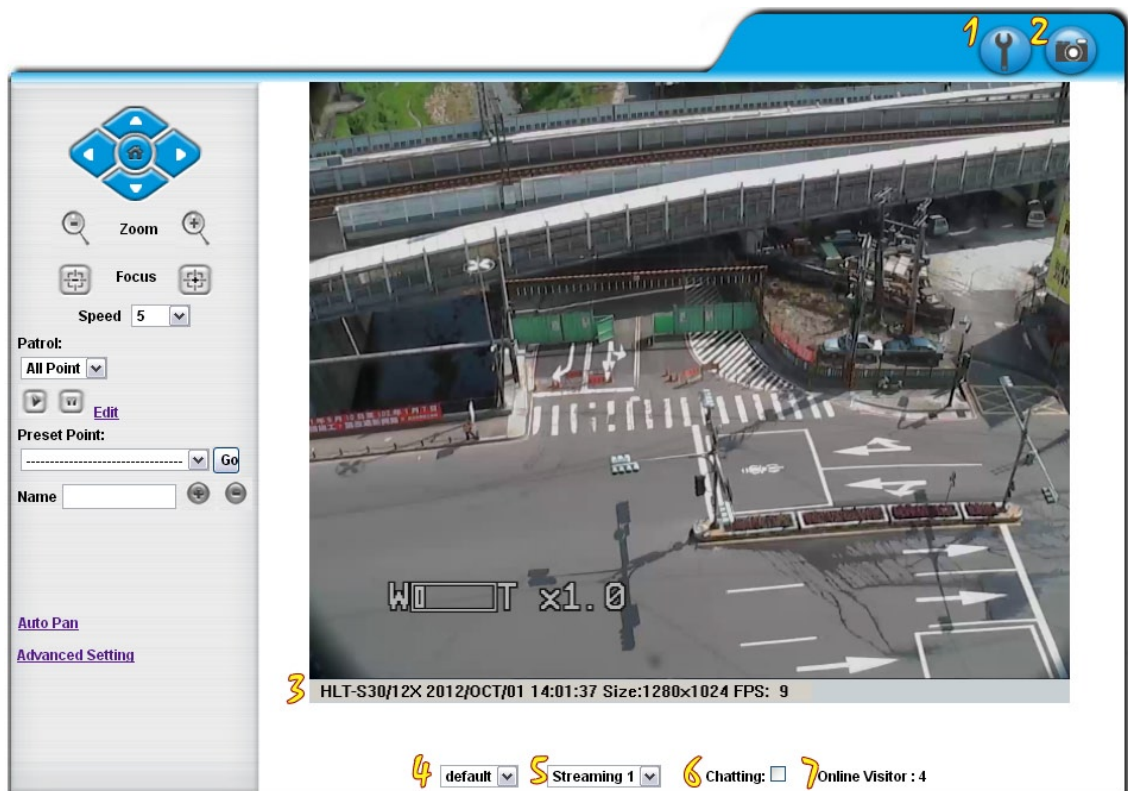 1 2
Zoom
Focus
Speed 5
Patrol:
All Point
Edit
Preset Point:
-------------------------------- Go
Name
Auto Pan
Advanced Setting
W T x1.0
3 HLT-S30/12X 2012/OCT/01 14:01:37 Size:1280x1024 FPS: 9
4 default 5 Streaming 1 6 Chatting: 7 Online Visitor : 4